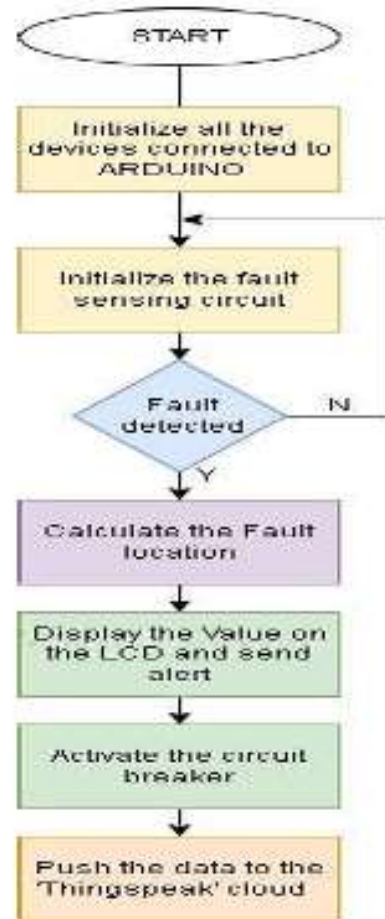 START
Initialize all the
devices connected to
ARDUINO
Initialize the fault
sensing circuit
Fault
detected
N
Y
Calculate the Fault
location
Display the Value on
the LCD and send
alert
Activate the circuit
breaker
Push the data to the
'Thingspeak' cloud